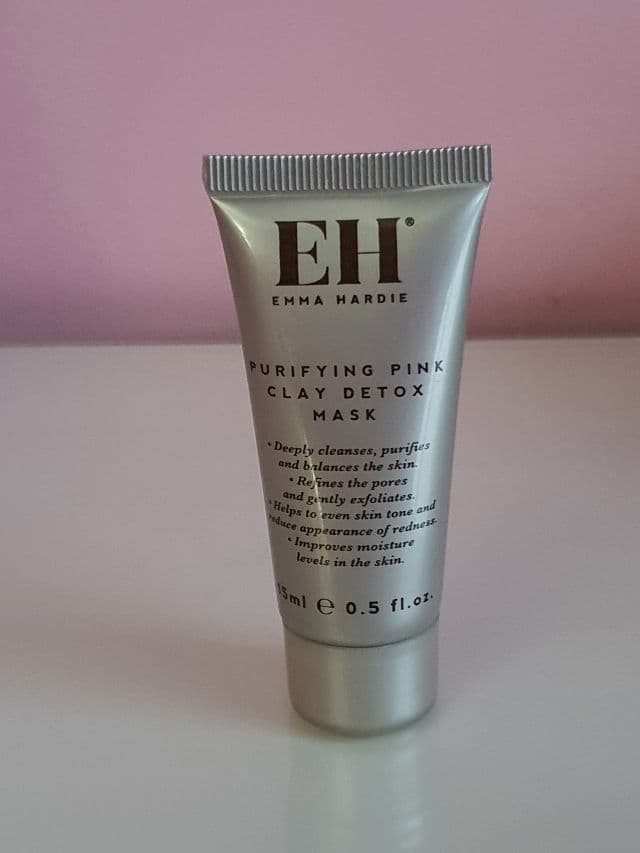 EH®
EMMA HARDIE
PURIFYING PINK
CLAY DETOX
MASK
• Deeply cleanses, purifies
and balances the skin.
• Refines the pores
and gently exfoliates.
• Helps to even skin tone and
reduce appearance of redness.
• Improves moisture
levels in the skin.
15ml ℮ 0.5 fl.oz.